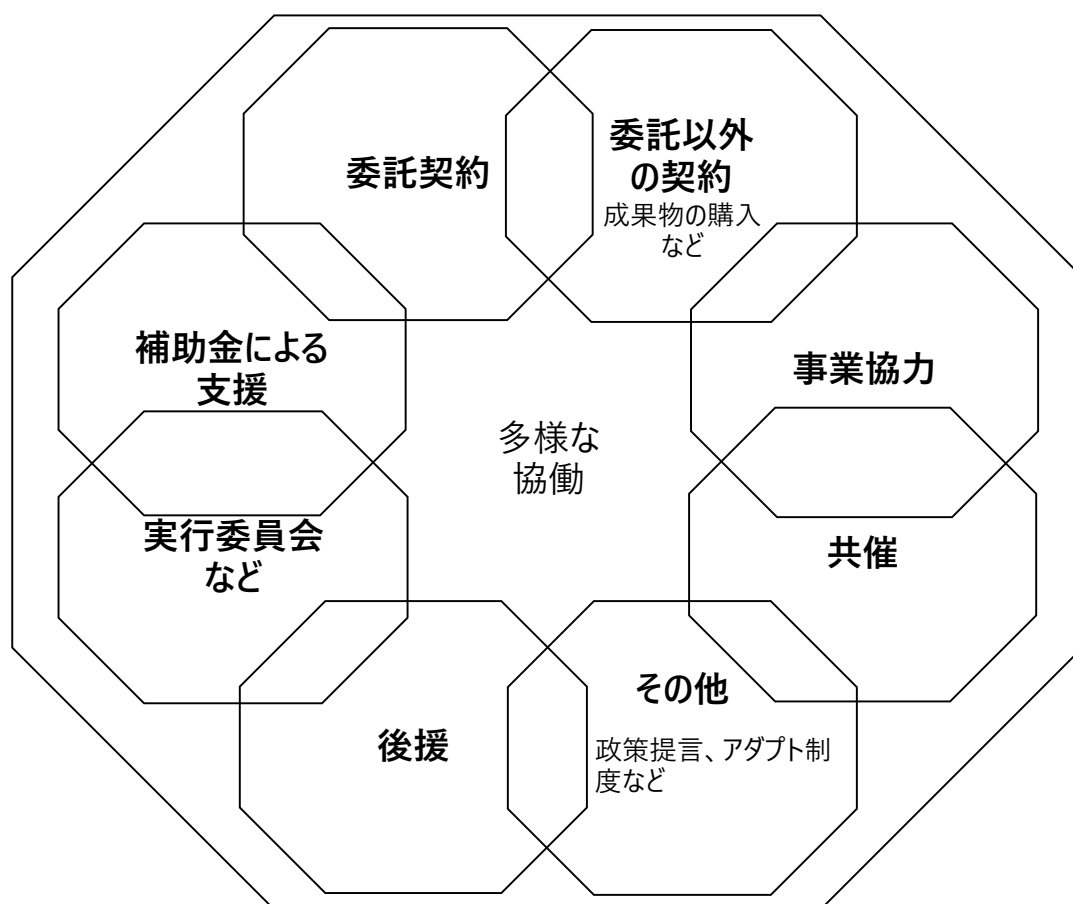 委託契約
委託以外
の契約
成果物の購入
など
補助金による
支援
事業協力
多様な
協働
実行委員会
など
共催
後援
その他
政策提言、アダプト制
度など